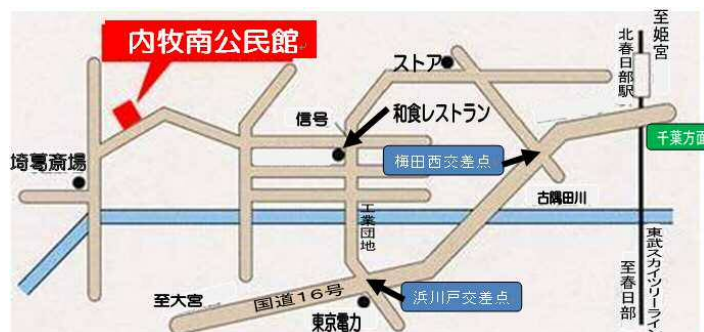 内牧南公民館
ストア
至姫宮
北春日部駅
信号
和食レストラン
千葉方面
梅田西交差点
埼葛斎場
古隅田川
工業団地
東武スカイツリーライ
至大宮
国道16号
浜川戸交差点
至春日部
東京電力